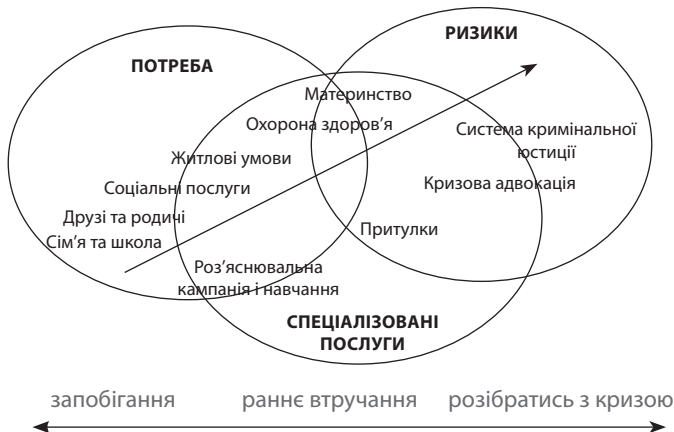 РИЗИКИ
ПОТРЕБА
Материнство
Охорона здоров’я
Система кримінальної
юстиції
Житлові умови
Кризова адвокація
Соціальні послуги
Друзі та родичі
Притулки
Сім’я та школа
Роз’яснювальна
кампанія і навчання
СПЕЦІАЛІЗОВАНІ
ПОСЛУГИ
запобігання раннє втручання розібратись з кризою